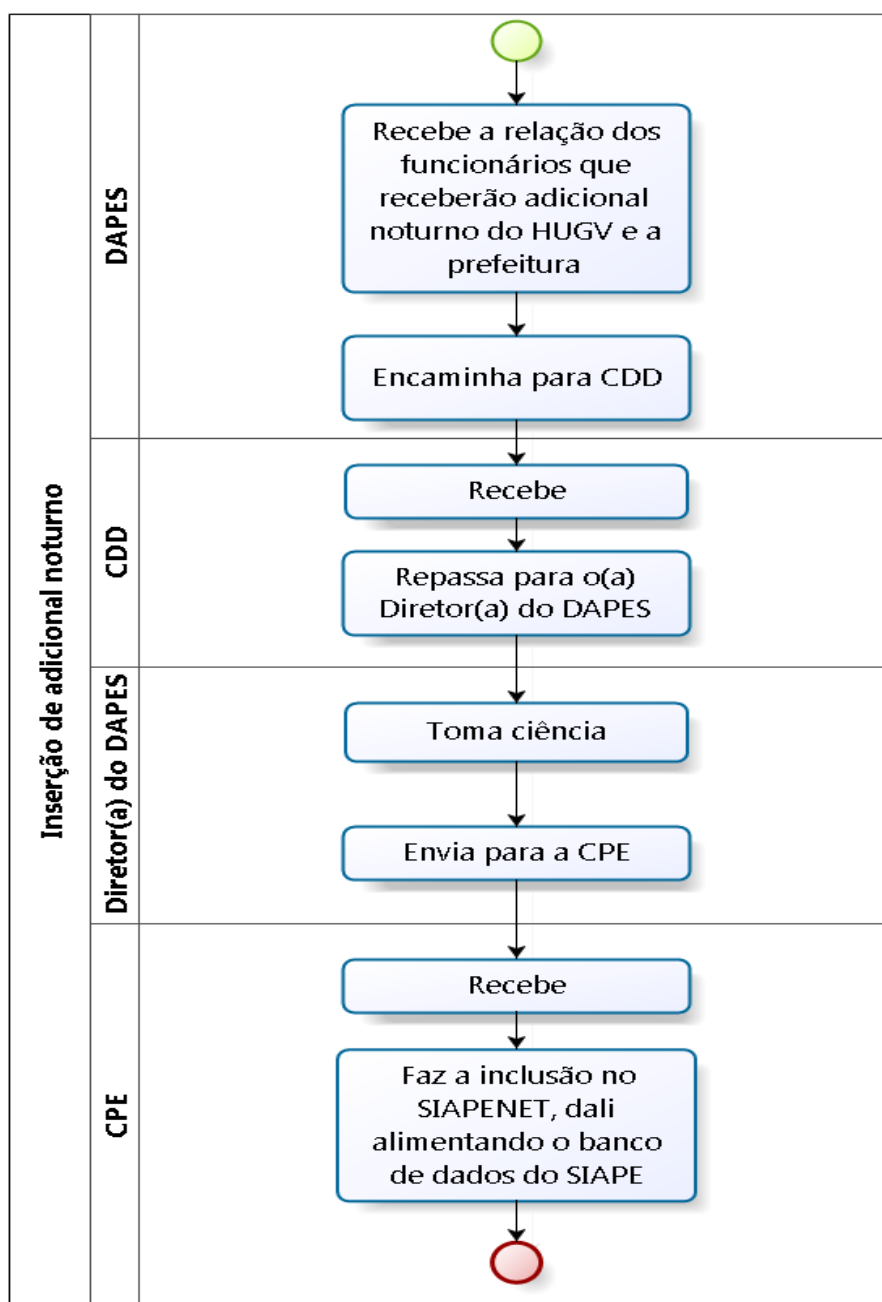 Inserção de adicional noturno
DAPES
Recebe a relação dos
funcionários que
receberão adicional
noturno do HUGV e a
prefeitura
Encaminha para CDD
CDD
Recebe
Repassa para o(a)
Diretor(a) do DAPES
Diretor(a) do DAPES
Toma ciência
Envia para a CPE
CPE
Recebe
Faz a inclusão no
SIAPENET, dali
alimentando o banco
de dados do SIAPE